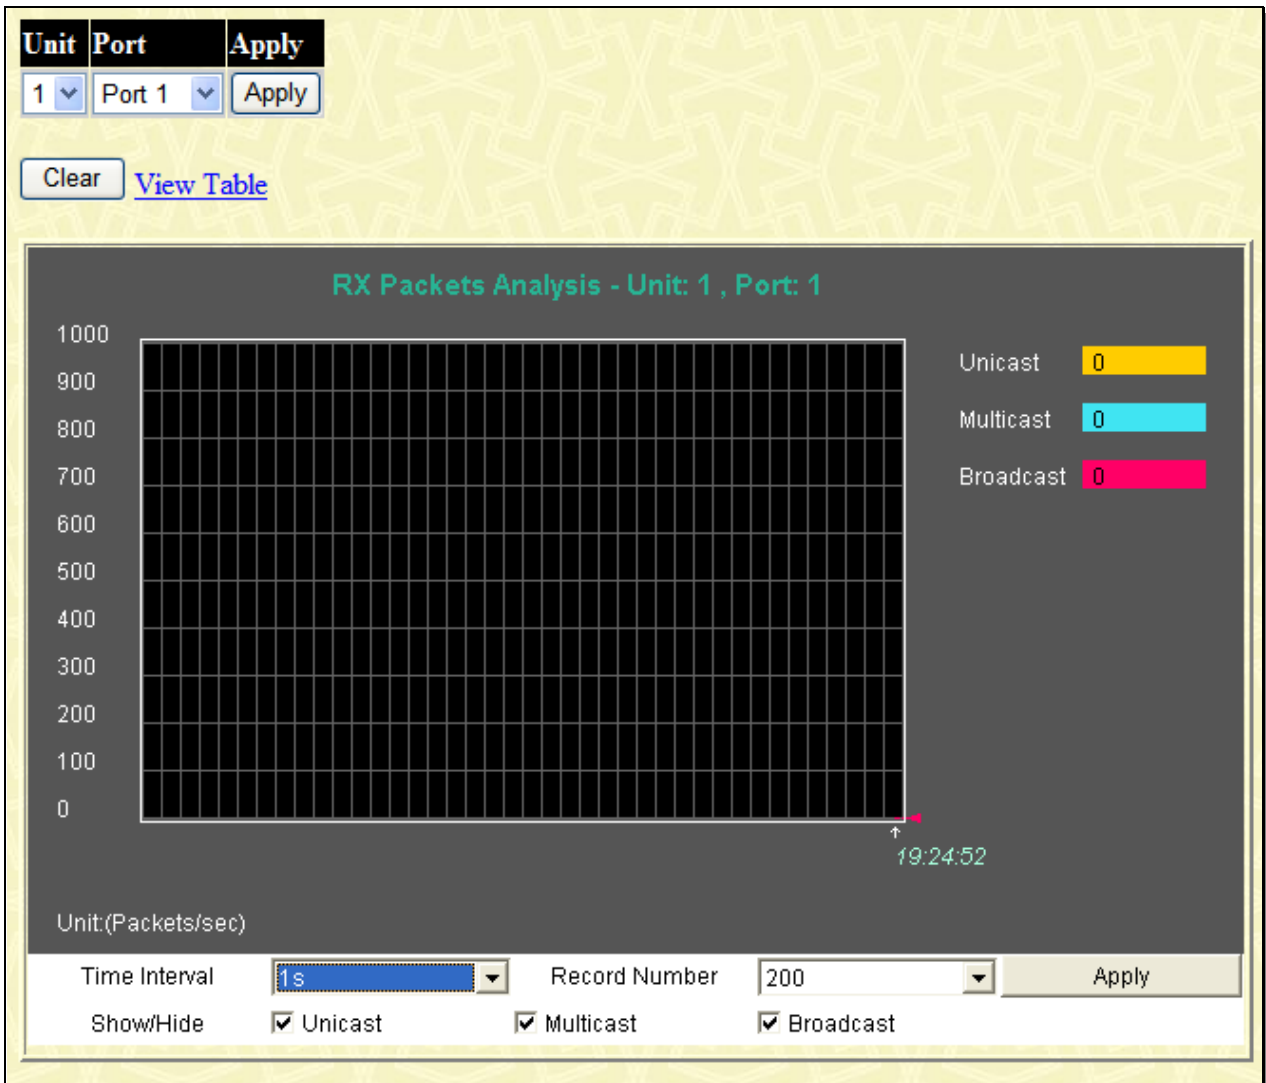 Unit Port Apply
1 Port 1 Apply
Clear View Table
RX Packets Analysis - Unit: 1 , Port: 1
1000
900
800
700
600
500
400
300
200
100
0
Unicast 0
Multicast 0
Broadcast 0
19:24:52
Unit:(Packets/sec)
Time Interval 1s Record Number 200 Apply
Show/Hide Unicast Multicast Broadcast